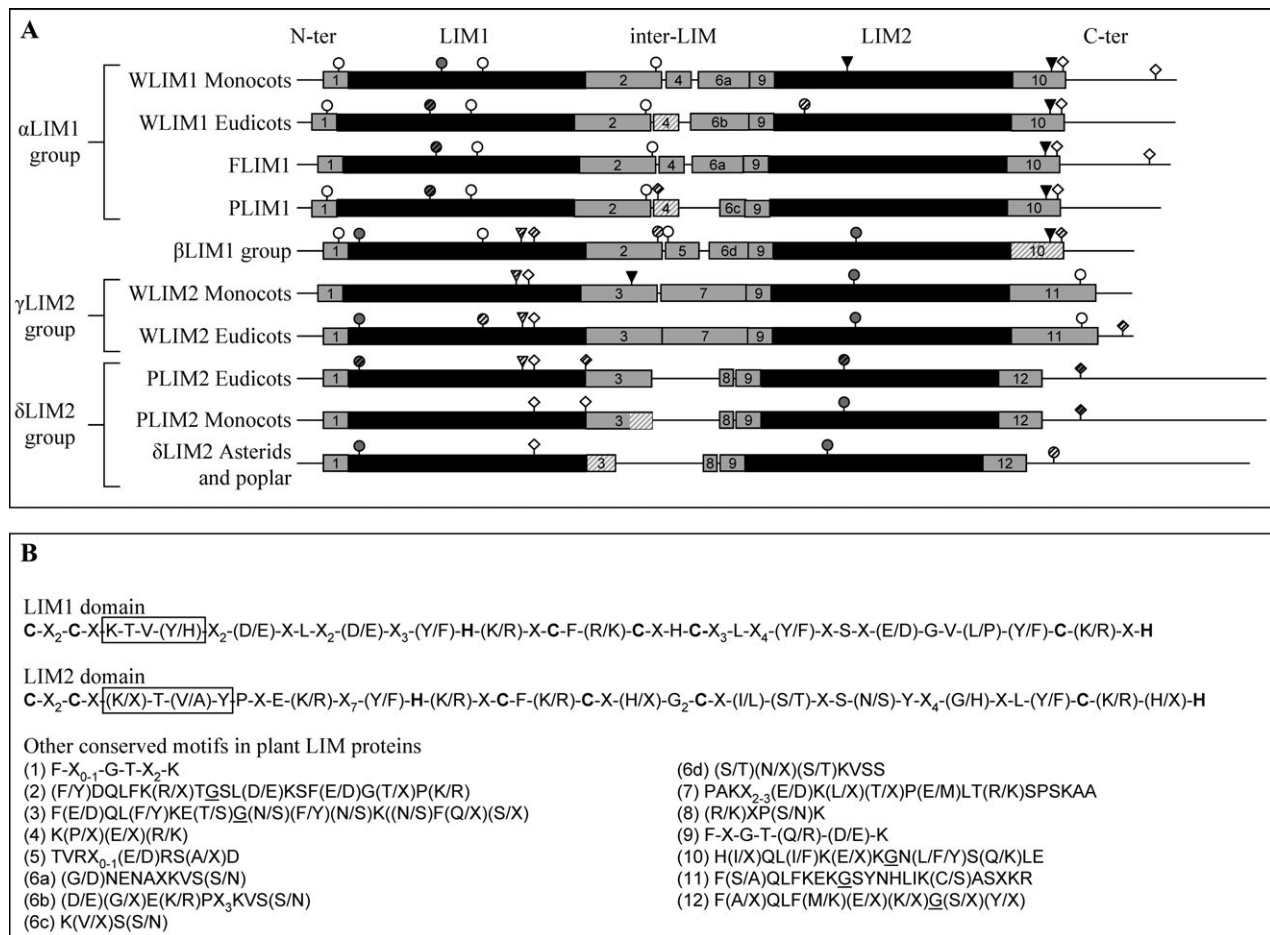 A
N-ter LIM1 inter-LIM LIM2 C-ter
αLIM1 group
WLIM1 Monocots 1 2 4 6a 9 10
WLIM1 Eudicots 1 2 4 6b 9 10
FLIM1 1 2 4 6a 9 10
PLIM1 1 2 4 6c 9 10
βLIM1 group 1 2 5 6d 9 10
γLIM2 group
WLIM2 Monocots 1 3 7 9 11
WLIM2 Eudicots 1 3 7 9 11
δLIM2 group
PLIM2 Eudicots 1 3 8 9 12
PLIM2 Monocots 1 3 8 9 12
δLIM2 Asterids
and poplar 1 3 8 9 12
B
LIM1 domain
C-X2-C-X-K-T-V-(Y/H)-X2-(D/E)-X-L-X2-(D/E)-X3-(Y/F)-H-(K/R)-X-C-F-(R/K)-C-X-H-C-X3-L-X4-(Y/F)-X-S-X-(E/D)-G-V-(L/P)-(Y/F)-C-(K/R)-X-H
LIM2 domain
C-X2-C-X-(K/X)-T-(V/A)-Y-P-X-E-(K/R)-X7-(Y/F)-H-(K/R)-X-C-F-(K/R)-C-X-(H/X)-G2-C-X-(I/L)-(S/T)-X-S-(N/S)-Y-X4-(G/H)-X-L-(Y/F)-C-(K/R)-(H/X)-H
Other conserved motifs in plant LIM proteins
(1) F-X0-1-G-T-X2-K
(2) (F/Y)DQLFK(R/X)TGSL(D/E)KSF(E/D)G(T/X)P(K/R)
(3) F(E/D)QL(F/Y)KE(T/S)G(N/S)(F/Y)(N/S)K((N/S)F(Q/X)(S/X)
(4) K(P/X)(E/X)(R/K)
(5) TVRX0-1(E/D)RS(A/X)D
(6a) (G/D)NENAXKVS(S/N)
(6b) (D/E)(G/X)E(K/R)PX3KVS(S/N)
(6c) K(V/X)S(S/N)
(6d) (S/T)(N/X)(S/T)KVSS
(7) PAKX2-3(E/D)K(L/X)(T/X)P(E/M)LT(R/K)SPSKAA
(8) (R/K)XP(S/N)K
(9) F-X-G-T-(Q/R)-(D/E)-K
(10) H(I/X)QL(I/F)K(E/X)KGN(L/F/Y)S(Q/K)LE
(11) F(S/A)QLFKEKGSYNHLIK(C/S)ASXKR
(12) F(A/X)QLF(M/K)(E/X)(K/X)G(S/X)(Y/X)